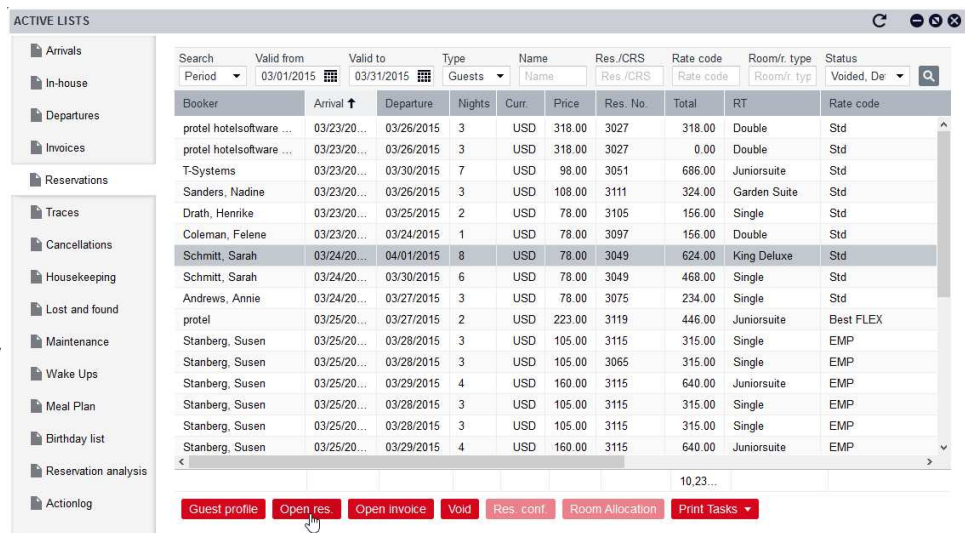 ACTIVE LISTS
Arrivals
In-house
Departures
Invoices
Reservations
Traces
Cancellations
Housekeeping
Lost and found
Maintenance
Wake Ups
Meal Plan
Birthday list
Reservation analysis
Actionlog
Search Valid from Valid to Type Name Res./CRS Rate code Room/r. type Status
Period 03/01/2015 03/31/2015 Guests Name Res./CRS Rate code Room/r. typ Voided, De
Booker Arrival Departure Nights Curr. Price Res. No. Total RT Rate code
protel hotelsoftware ... 03/23/20... 03/26/2015 3 USD 318.00 3027 318.00 Double Std
protel hotelsoftware ... 03/23/20... 03/26/2015 3 USD 318.00 3027 0.00 Double Std
T-Systems 03/23/20... 03/30/2015 7 USD 98.00 3051 686.00 Juniorsuite Std
Sanders, Nadine 03/23/20... 03/26/2015 3 USD 108.00 3111 324.00 Garden Suite Std
Drath, Henrike 03/23/20... 03/25/2015 2 USD 78.00 3105 156.00 Single Std
Coleman, Felene 03/23/20... 03/24/2015 1 USD 78.00 3097 156.00 Double Std
Schmitt, Sarah 03/24/20... 04/01/2015 8 USD 78.00 3049 624.00 King Deluxe Std
Schmitt, Sarah 03/24/20... 03/30/2015 6 USD 78.00 3049 468.00 Single Std
Andrews, Annie 03/24/20... 03/27/2015 3 USD 78.00 3075 234.00 Single Std
protel 03/25/20... 03/27/2015 2 USD 223.00 3119 446.00 Juniorsuite Best FLEX
Stanberg, Susen 03/25/20... 03/28/2015 3 USD 105.00 3115 315.00 Single EMP
Stanberg, Susen 03/25/20... 03/28/2015 3 USD 105.00 3065 315.00 Single EMP
Stanberg, Susen 03/25/20... 03/29/2015 4 USD 160.00 3115 640.00 Juniorsuite EMP
Stanberg, Susen 03/25/20... 03/28/2015 3 USD 105.00 3115 315.00 Single EMP
Stanberg, Susen 03/25/20... 03/28/2015 3 USD 105.00 3115 315.00 Single EMP
Stanberg, Susen 03/25/20... 03/29/2015 4 USD 160.00 3115 640.00 Juniorsuite EMP
10,23...
Guest profile Open res. Open invoice Void Res. conf. Room Allocation Print Tasks